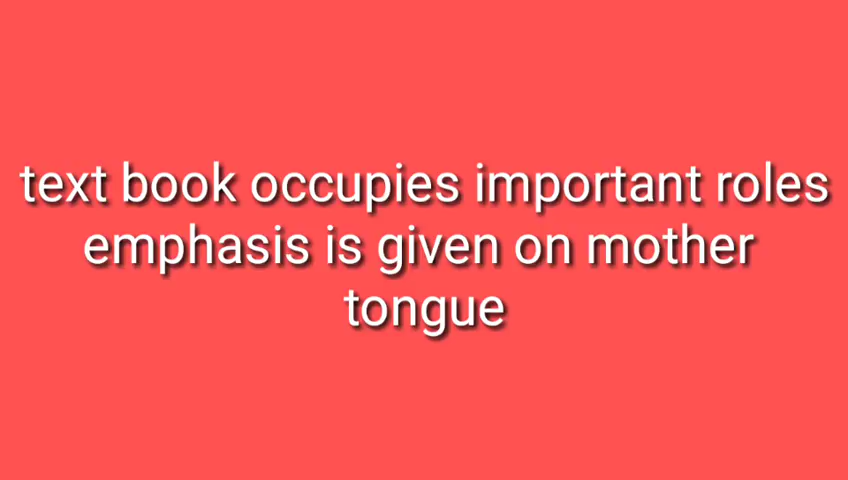 text book occupies important roles
emphasis is given on mother
tongue